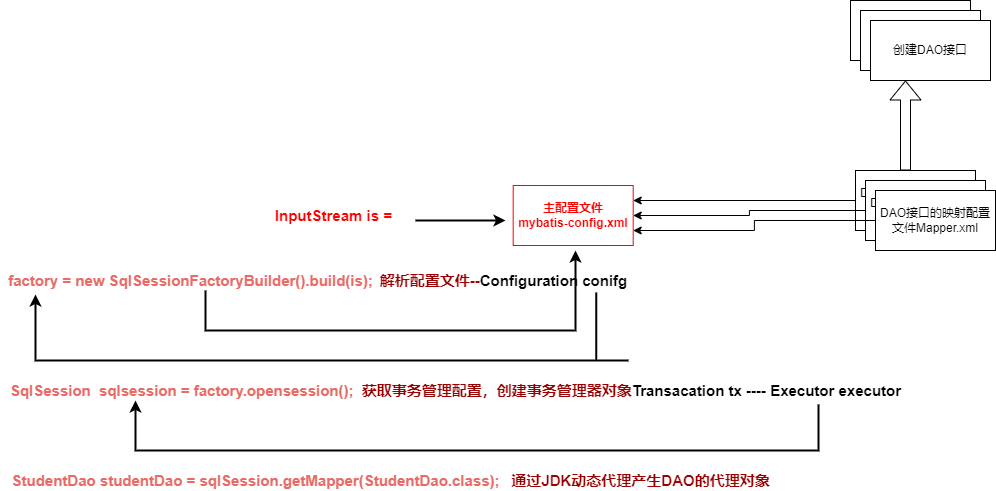 创建DAO接口
主配置文件
mybatis-config.xml
DAO接口的映射配置
文件Mapper.xml
InputStream is =
factory = new SqlSessionFactoryBuilder().build(is); 解析配置文件--Configuration conifg
SqlSession sqlsession = factory.opensession(); 获取事务管理配置，创建事务管理器对象Transacation tx ---- Executor executor
StudentDao studentDao = sqlSession.getMapper(StudentDao.class); 通过JDK动态代理产生DAO的代理对象